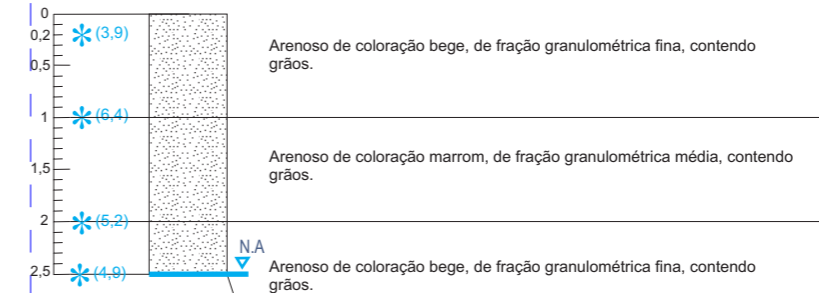 0
0,2
(3,9)
Arenoso de coloração bege, de fração granulométrica fina, contendo
grãos.
0,5
1
(6,4)
Arenoso de coloração marrom, de fração granulométrica média, contendo
grãos.
1,5
2
(5,2)
N.A
2,5
(4,9)
Arenoso de coloração bege, de fração granulométrica fina, contendo
grãos.